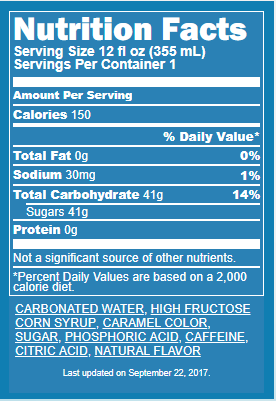 Nutrition Facts
Serving Size 12 fl oz (355 mL)
Servings Per Container 1
Amount Per Serving
Calories 150
% Daily Value*
Total Fat 0g 0%
Sodium 30mg 1%
Total Carbohydrate 41g 14%
Sugars 41g
Protein 0g
Not a significant source of other nutrients.
*Percent Daily Values are based on a 2,000
calorie diet.
CARBONATED WATER, HIGH FRUCTOSE
CORN SYRUP, CARAMEL COLOR,
SUGAR, PHOSPHORIC ACID, CAFFEINE,
CITRIC ACID, NATURAL FLAVOR
Last updated on September 22, 2017.